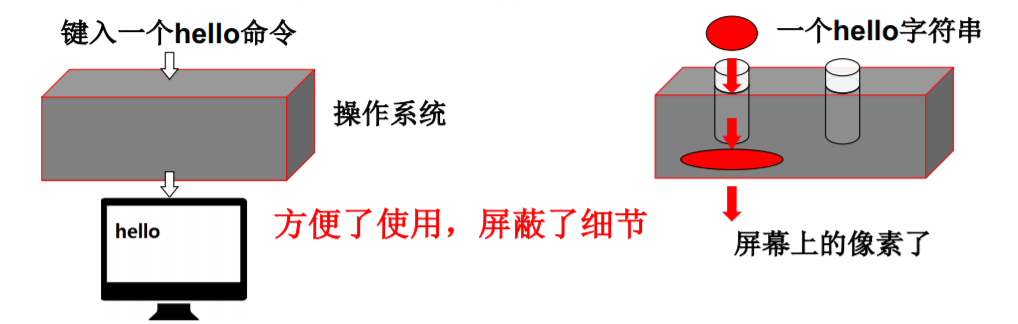 键入一个hello命令
一个hello字符串
操作系统
hello
方便了使用，屏蔽了细节
屏幕上的像素了